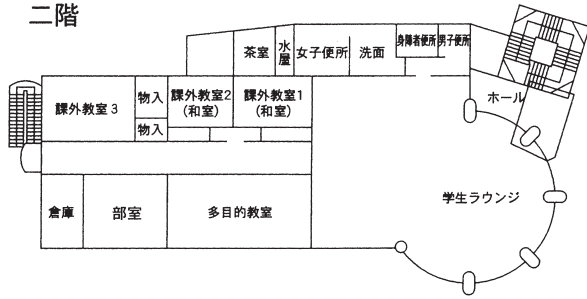 二階
茶室
水屋
女子便所
洗面
身障者便所
男子便所
課外教室3
物入
物入
課外教室2
(和室)
課外教室1
(和室)
ホール
倉庫
部室
多目的教室
学生ラウンジ